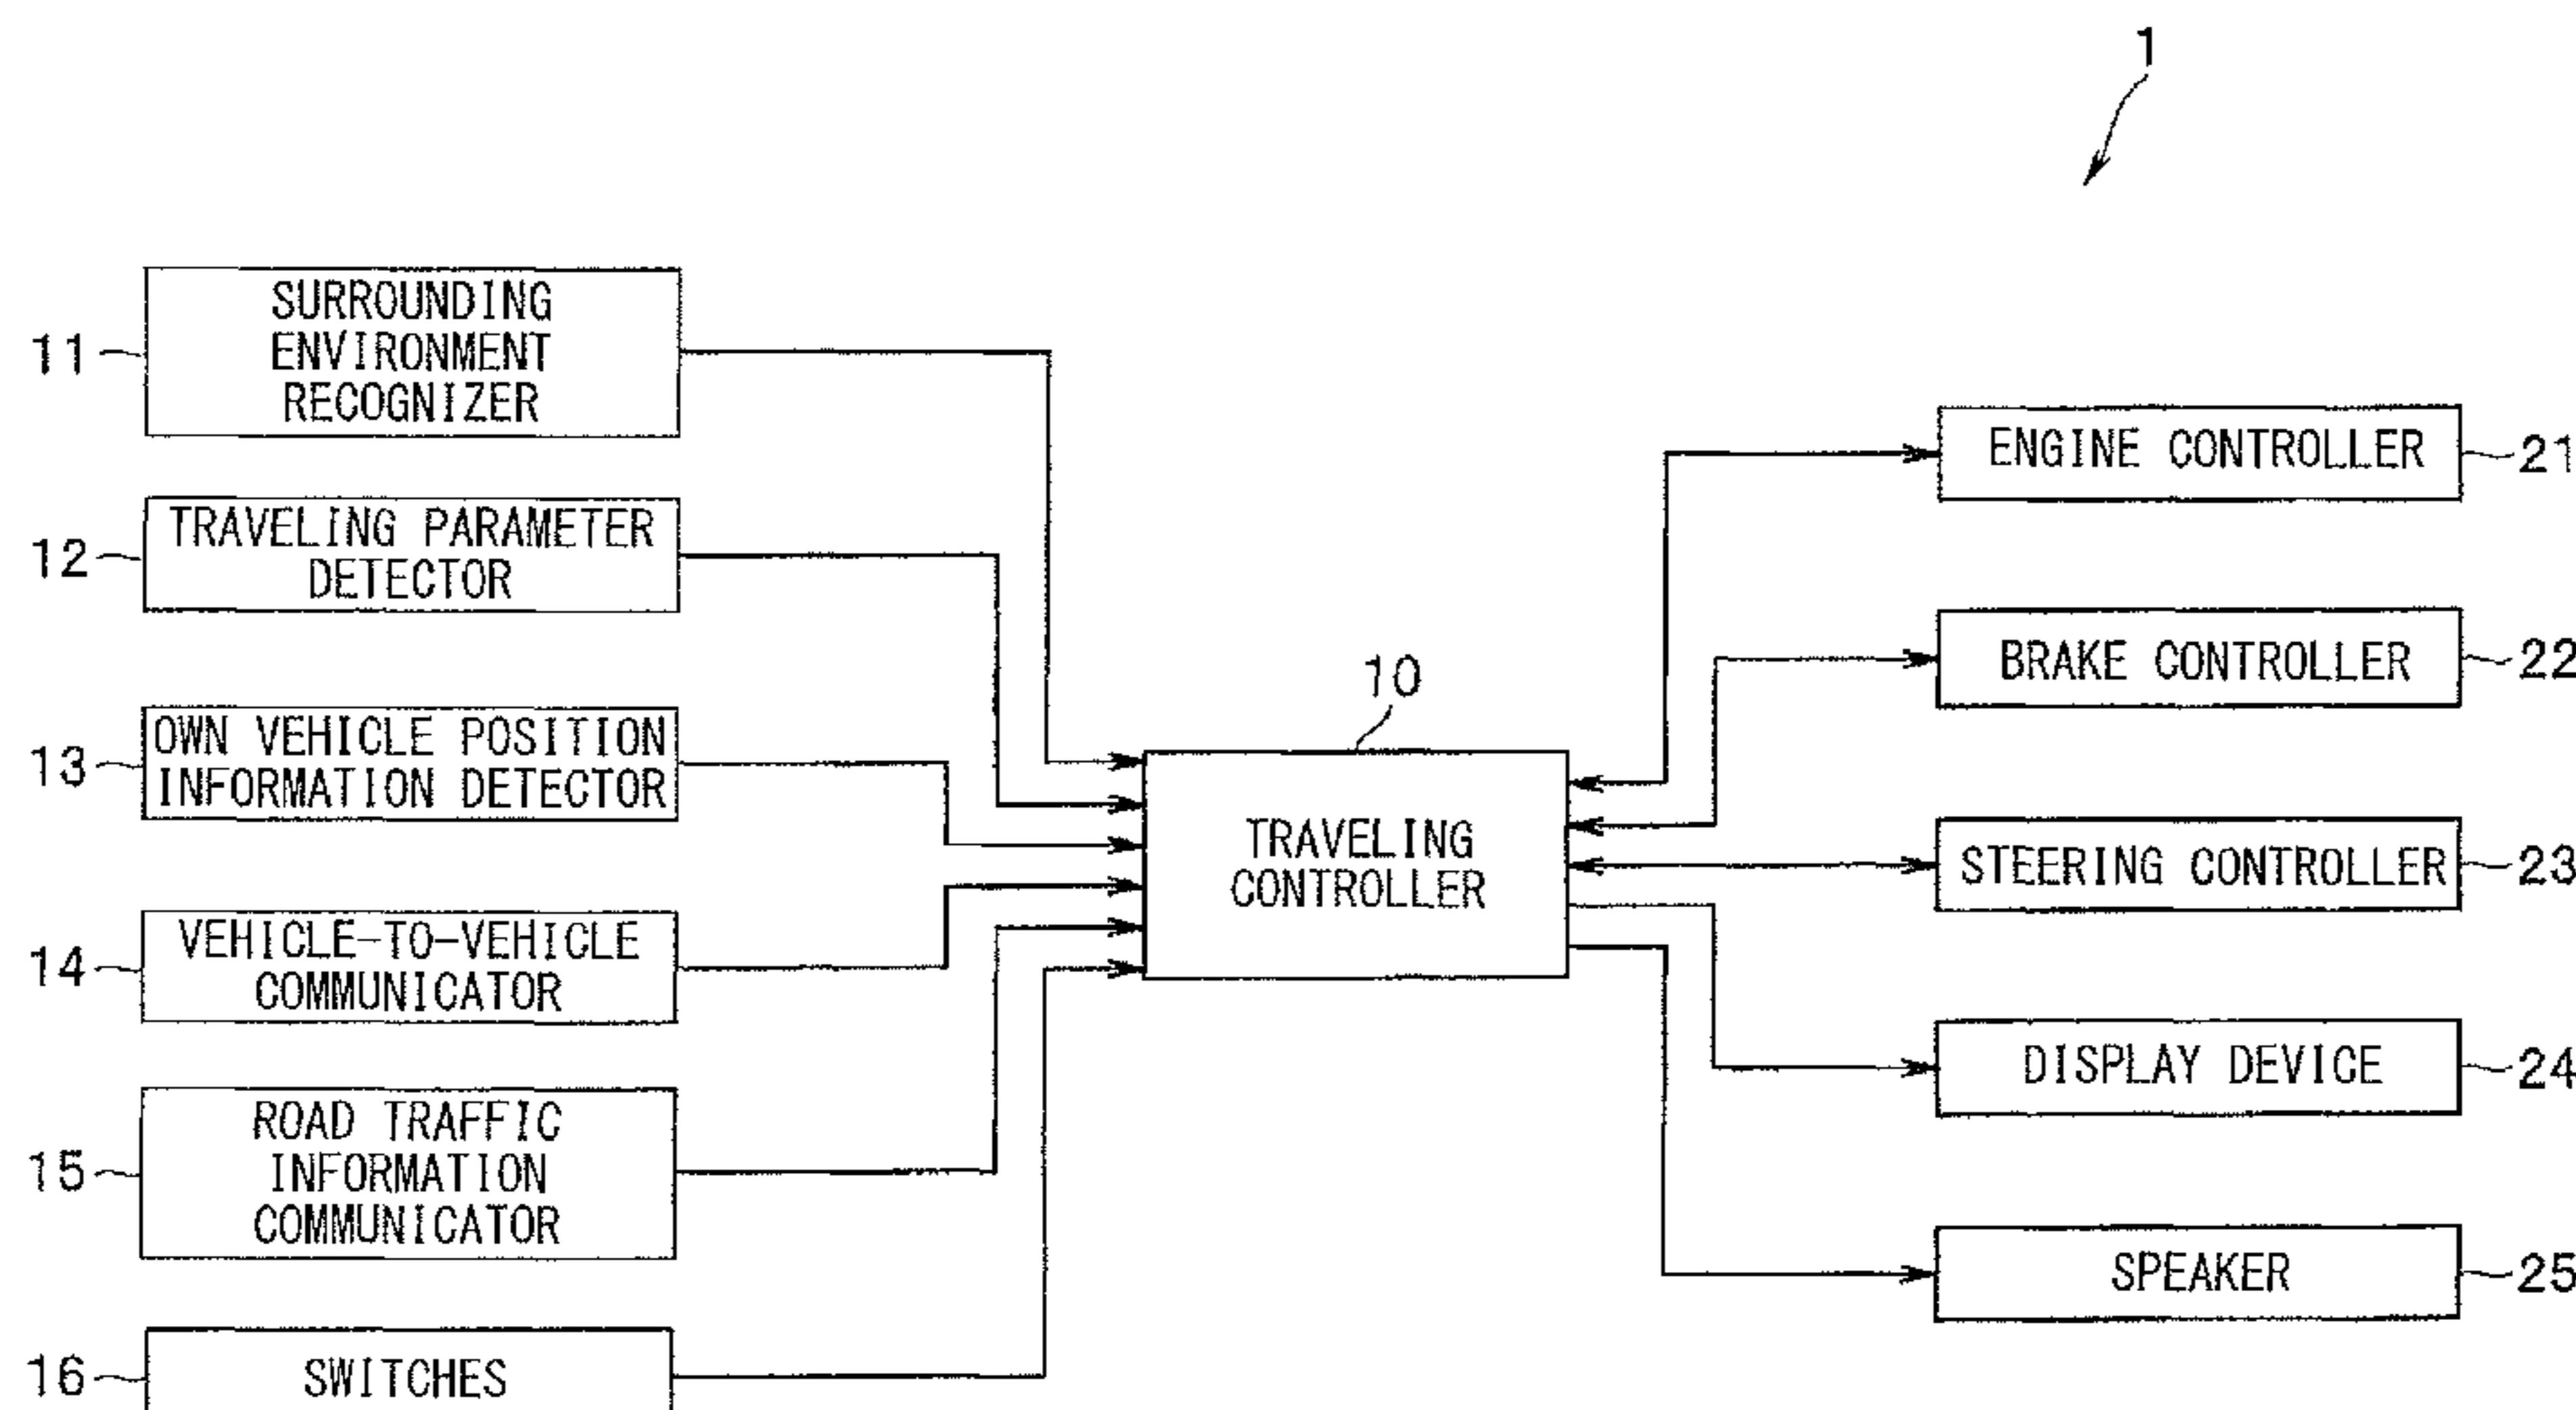 1
11
SURROUNDING
ENVIRONMENT
RECOGNIZER
12
TRAVELING PARAMETER
DETECTOR
13
OWN VEHICLE POSITION
INFORMATION DETECTOR
14
VEHICLE-TO-VEHICLE
COMMUNICATOR
15
ROAD TRAFFIC
INFORMATION
COMMUNICATOR
16
SWITCHES
10
TRAVELING
CONTROLLER
ENGINE CONTROLLER
21
BRAKE CONTROLLER
22
STEERING CONTROLLER
23
DISPLAY DEVICE
24
SPEAKER
25